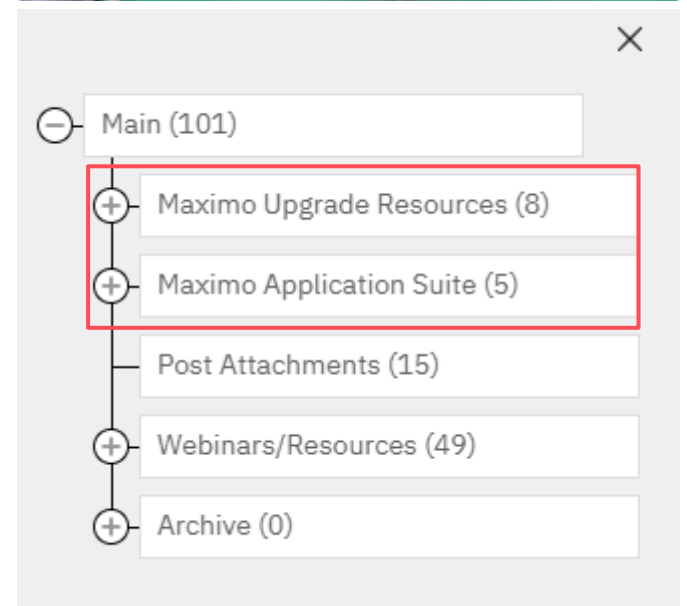 Main (101)
Maximo Upgrade Resources (8)
Maximo Application Suite (5)
Post Attachments (15)
Webinars/Resources (49)
Archive (0)